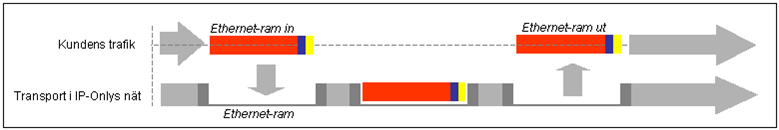 Ethernet-ram in
Ethernet-ram ut
Kundens trafik
Transport i IP-Onlys nät
Ethernet-ram